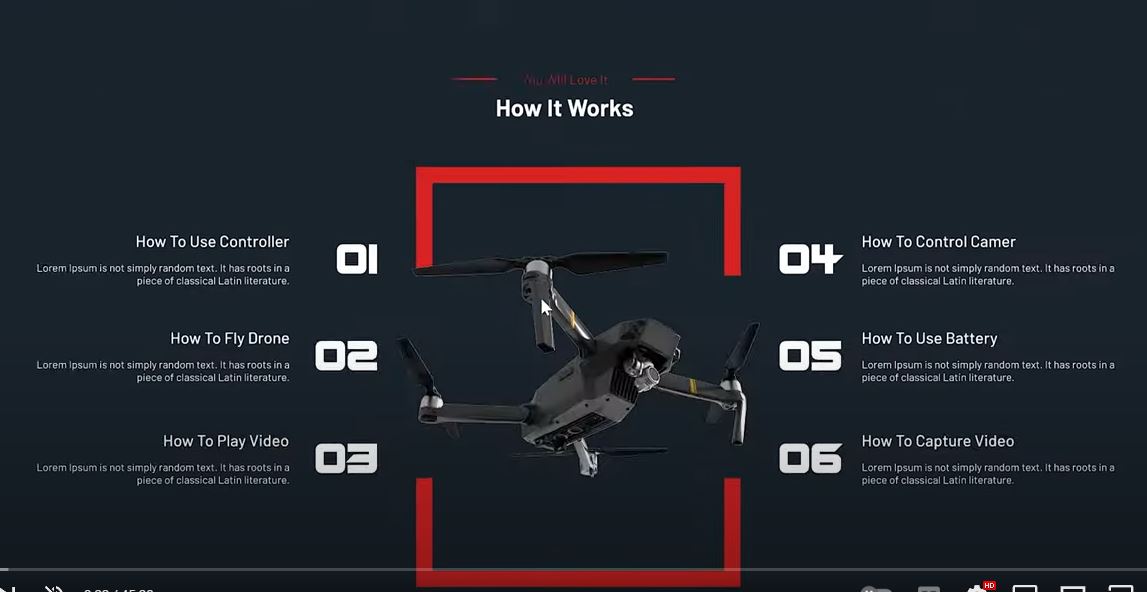 You Will Love It
How It Works
How To Use Controller
Lorem Ipsum is not simply random text. It has roots in a
piece of classical Latin literature.
01
How To Fly Drone
Lorem Ipsum is not simply random text. It has roots in a
piece of classical Latin literature.
02
How To Play Video
Lorem Ipsum is not simply random text. It has roots in a
piece of classical Latin literature.
03
04
How To Control Camer
Lorem Ipsum is not simply random text. It has roots in a
piece of classical Latin literature.
05
How To Use Battery
Lorem Ipsum is not simply random text. It has roots in a
piece of classical Latin literature.
06
How To Capture Video
Lorem Ipsum is not simply random text. It has roots in a
piece of classical Latin literature.
HD